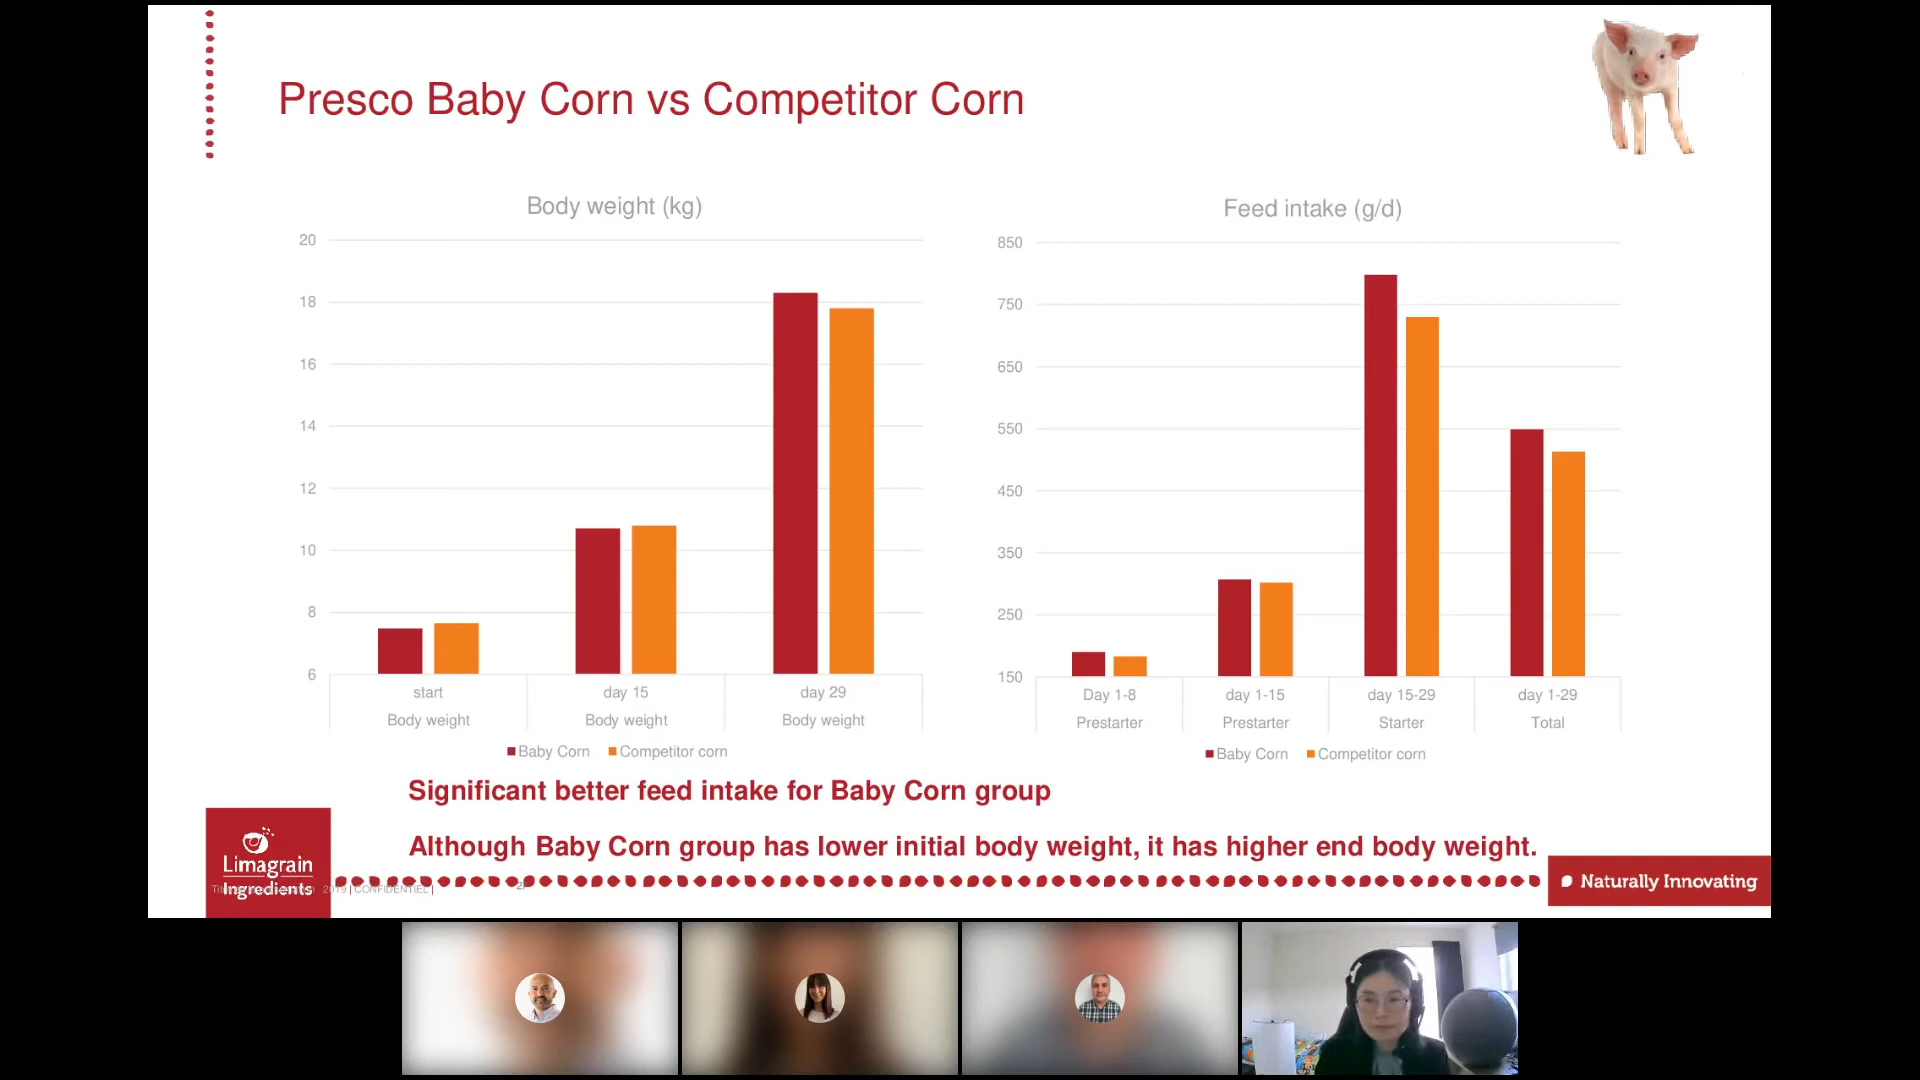 Presco Baby Corn vs Competitor Corn
Body weight (kg)
20
18
16
14
12
10
8
6
start
day 15
day 29
Body weight
Body weight
Body weight
Baby Corn
Competitor corn
Feed intake (g/d)
850
750
650
550
450
350
250
150
Day 1-8
day 1-15
day 15-29
day 1-29
Prestarter
Prestarter
Starter
Total
Baby Corn
Competitor corn
Significant better feed intake for Baby Corn group
Although Baby Corn group has lower initial body weight, it has higher end body weight.
Limagrain
Ingredients
2019 | CONFIDENTIEL |
Naturally Innovating